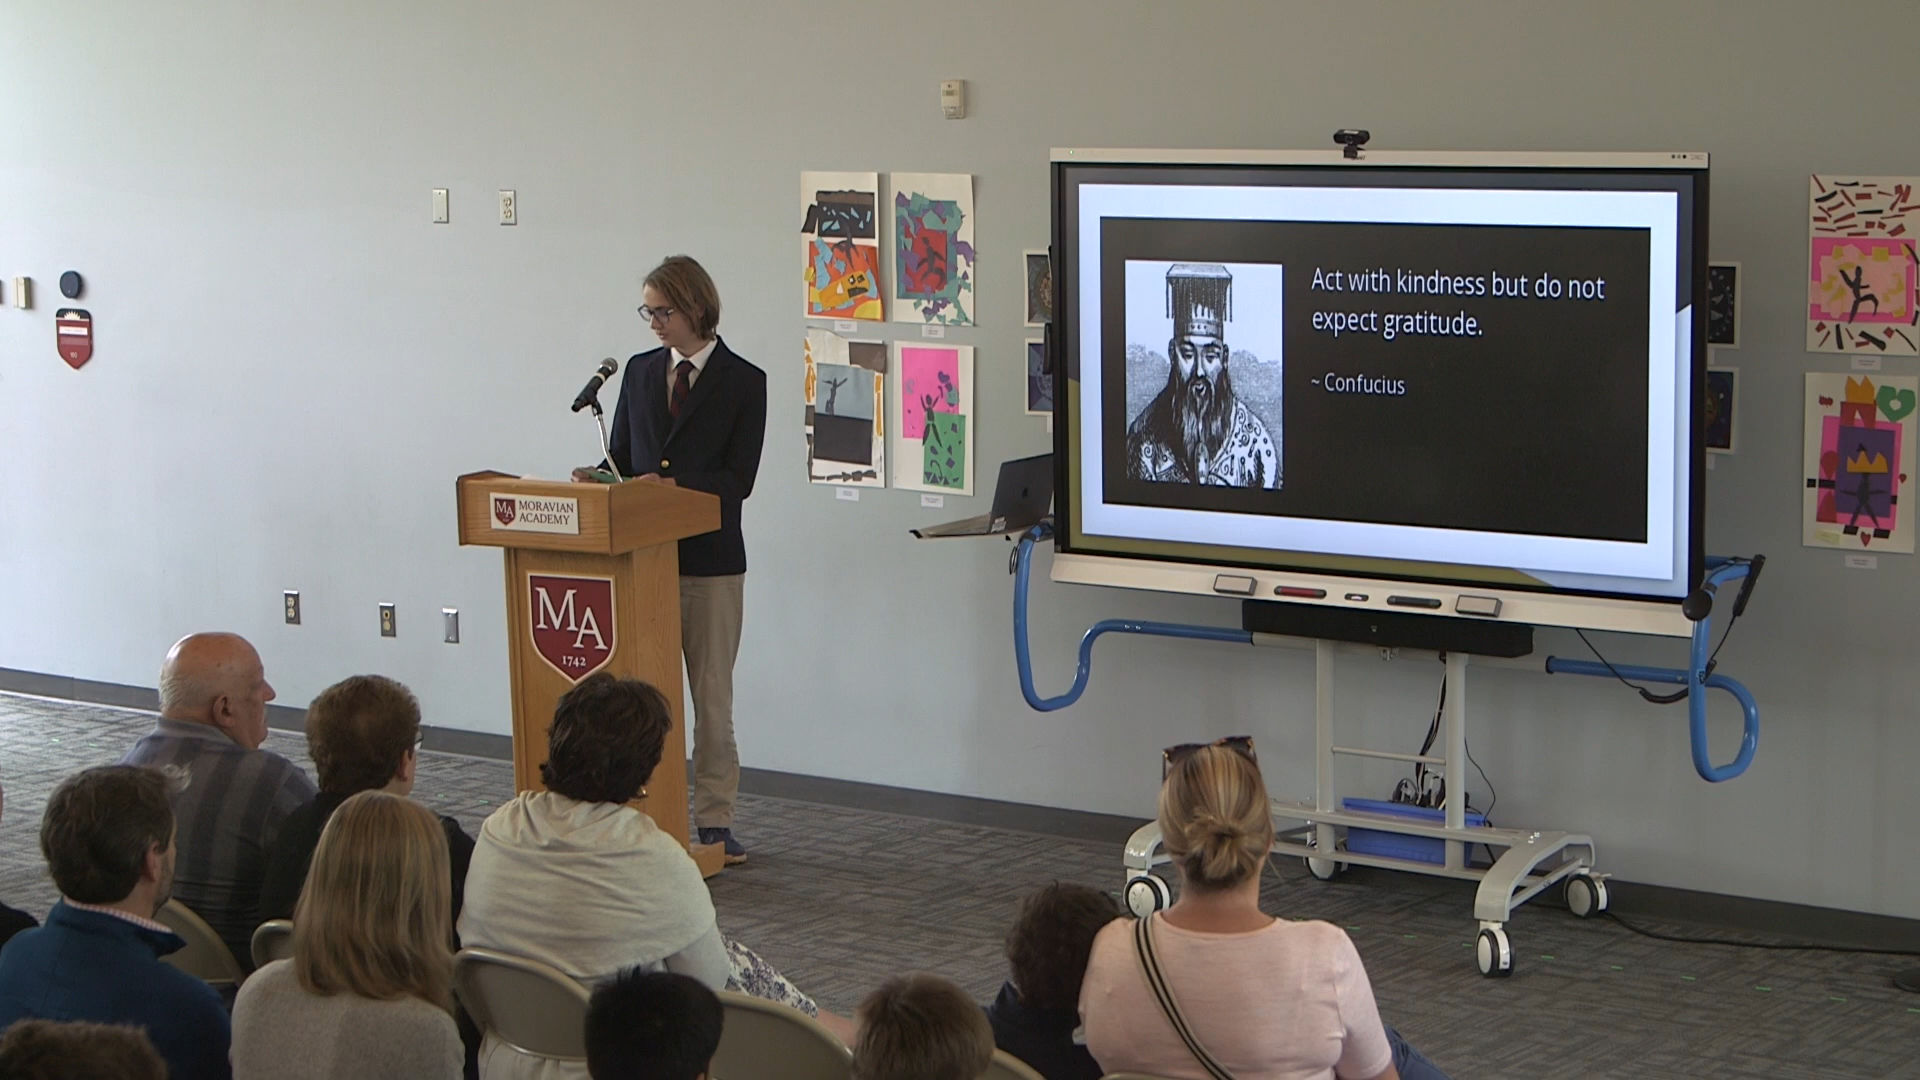 Act with kindness but do not
expect gratitude.
~ Confucius
MA
MORAVIAN
ACADEMY
MA
1742